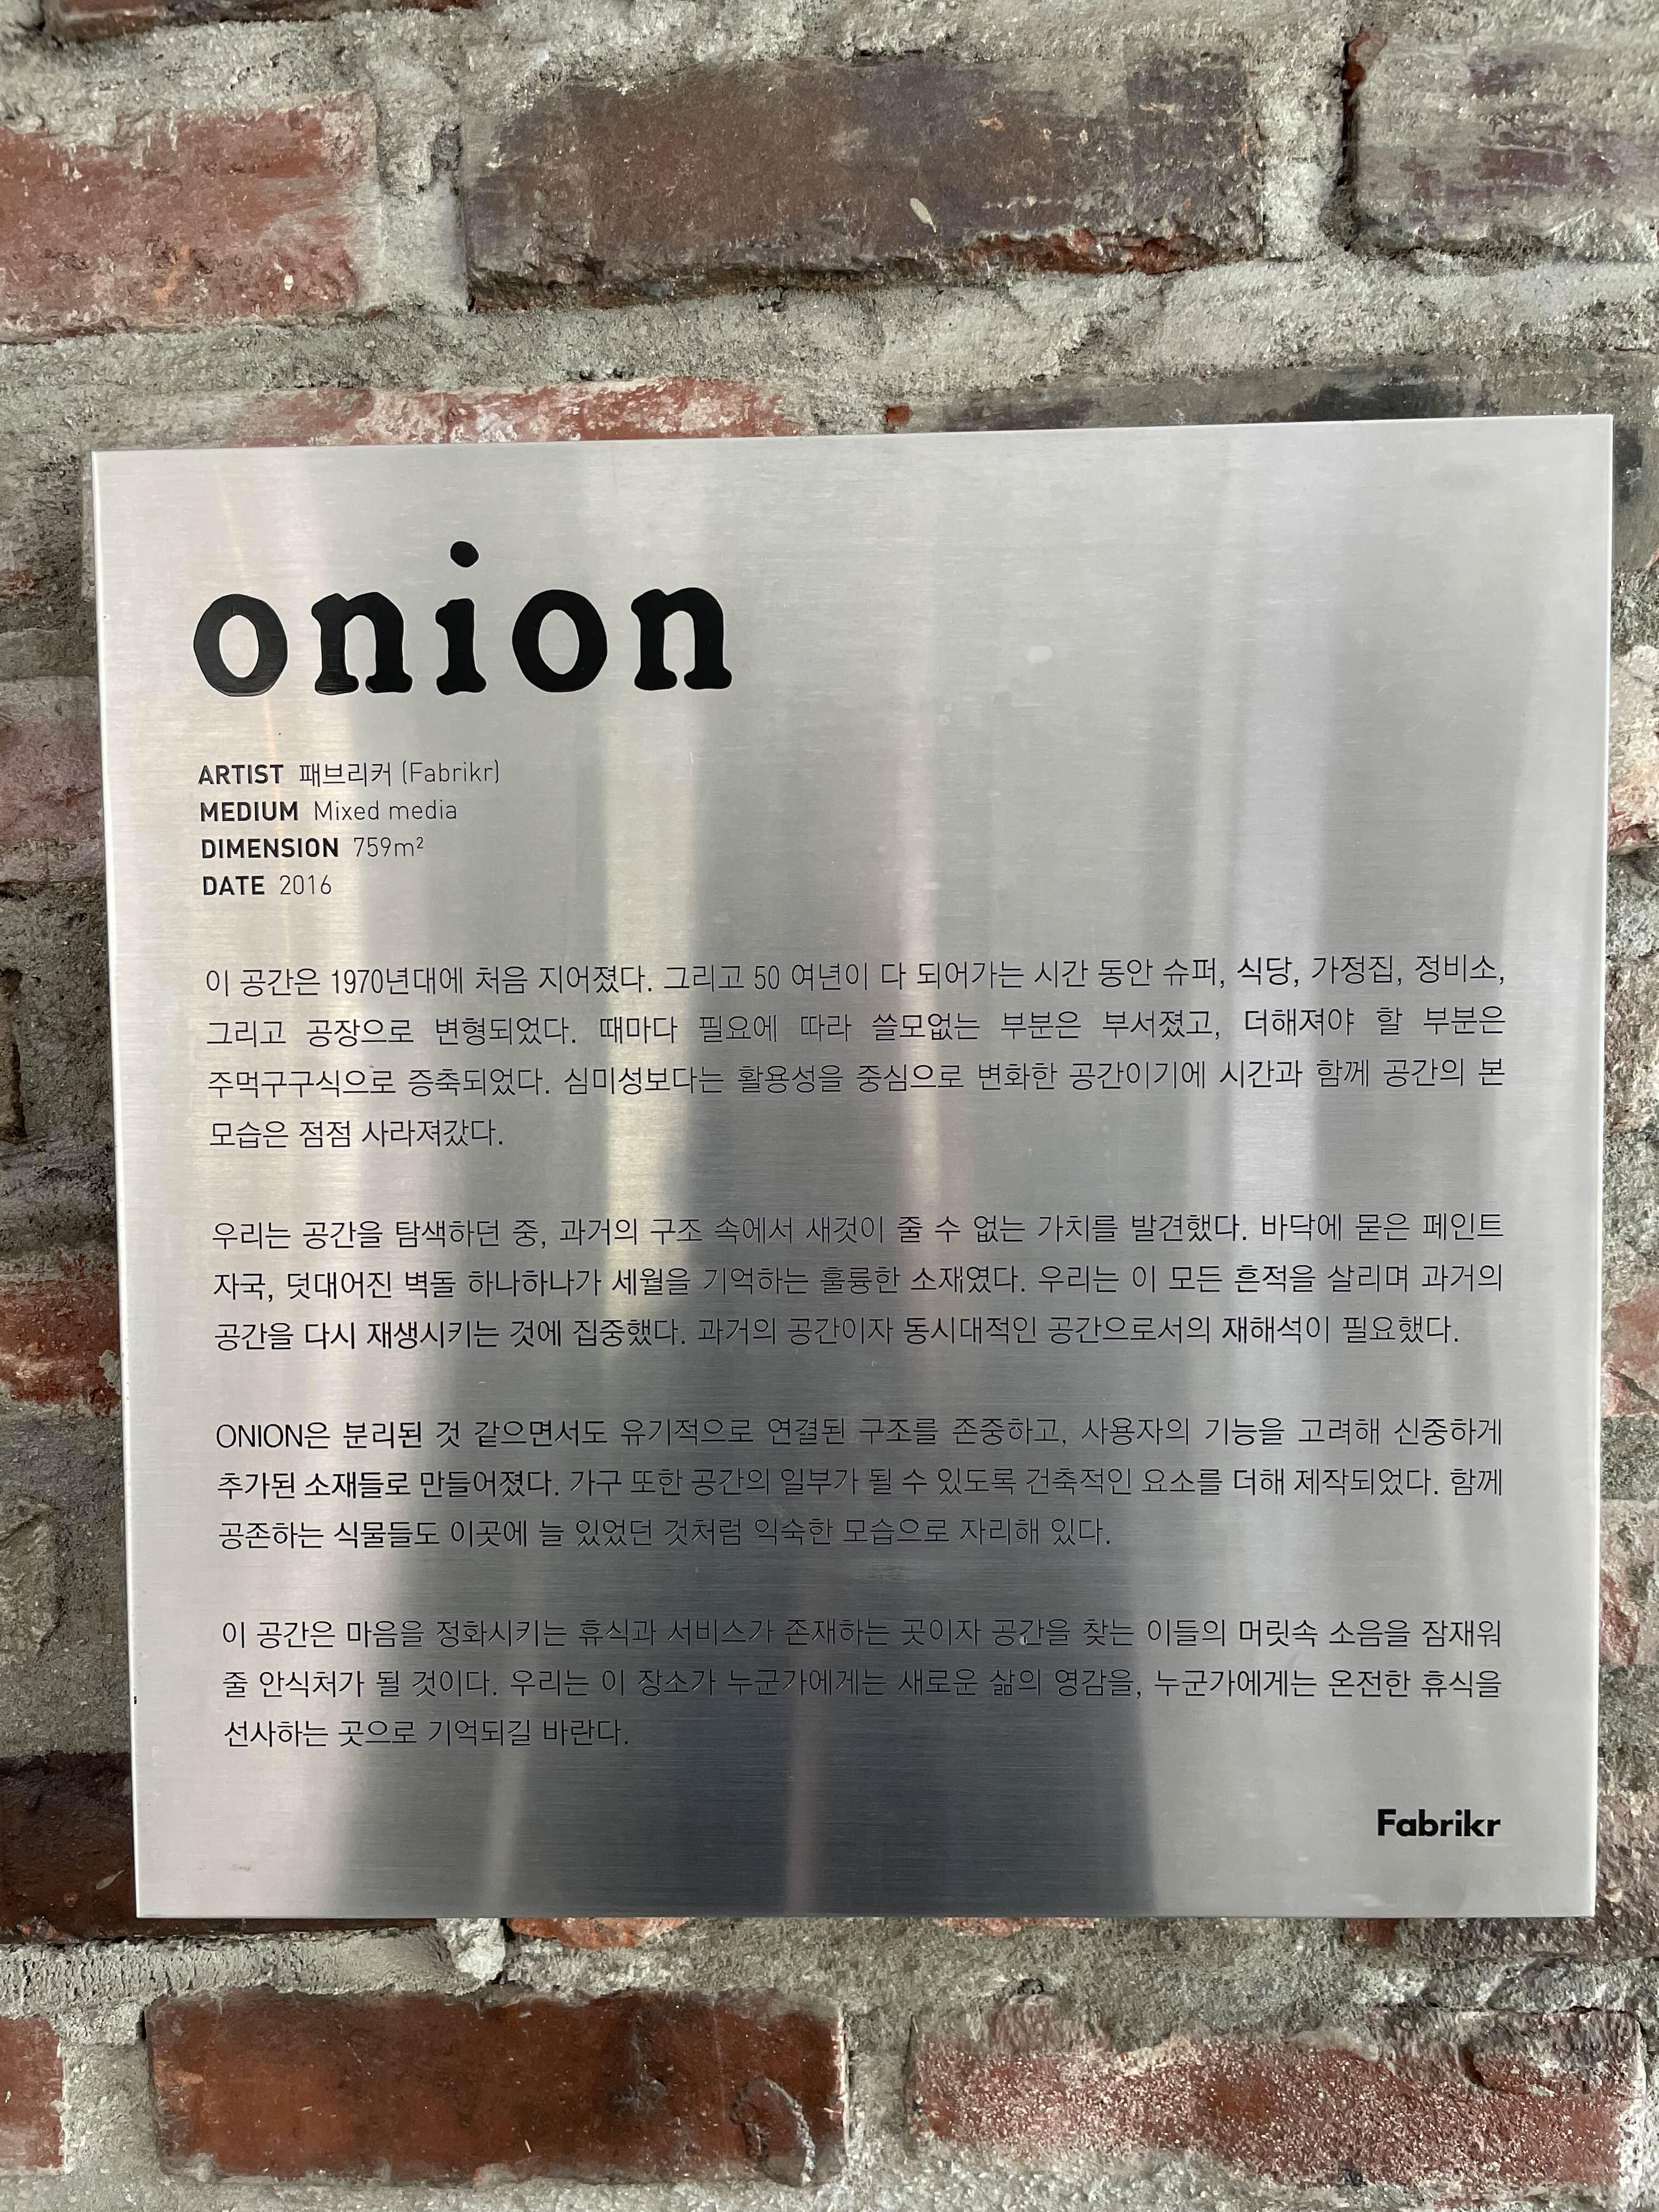 onion
ARTIST 패브리커 (Fabrikr)
MEDIUM Mixed media
DIMENSION 759m²
DATE 2016
이 공간은 1970년대에 처음 지어졌다. 그리고 50 여년이 다 되어가는 시간 동안 슈퍼, 식당, 가정집, 정비소,
그리고 공장으로 변형되었다. 때마다 필요에 따라 쓸모없는 부분은 부서졌고, 더해져야 할 부분은
주먹구구식으로 증축되었다. 심미성보다는 활용성을 중심으로 변화한 공간이기에 시간과 함께 공간의 본
모습은 점점 사라져갔다.
우리는 공간을 탐색하던 중, 과거의 구조 속에서 새것이 줄 수 없는 가치를 발견했다. 바닥에 묻은 페인트
자국, 덧대어진 벽돌 하나하나가 세월을 기억하는 훌륭한 소재였다. 우리는 이 모든 흔적을 살리며 과거의
공간을 다시 재생시키는 것에 집중했다. 과거의 공간이자 동시대적인 공간으로서의 재해석이 필요했다.
ONION은 분리된 것 같으면서도 유기적으로 연결된 구조를 존중하고, 사용자의 기능을 고려해 신중하게
추가된 소재들로 만들어졌다. 가구 또한 공간의 일부가 될 수 있도록 건축적인 요소를 더해 제작되었다. 함께
공존하는 식물들도 이곳에 늘 있었던 것처럼 익숙한 모습으로 자리해 있다.
이 공간은 마음을 정화시키는 휴식과 서비스가 존재하는 곳이자 공간을 찾는 이들의 머릿속 소음을 잠재워
줄 안식처가 될 것이다. 우리는 이 장소가 누군가에게는 새로운 삶의 영감을, 누군가에게는 온전한 휴식을
선사하는 곳으로 기억되길 바란다.
Fabrikr